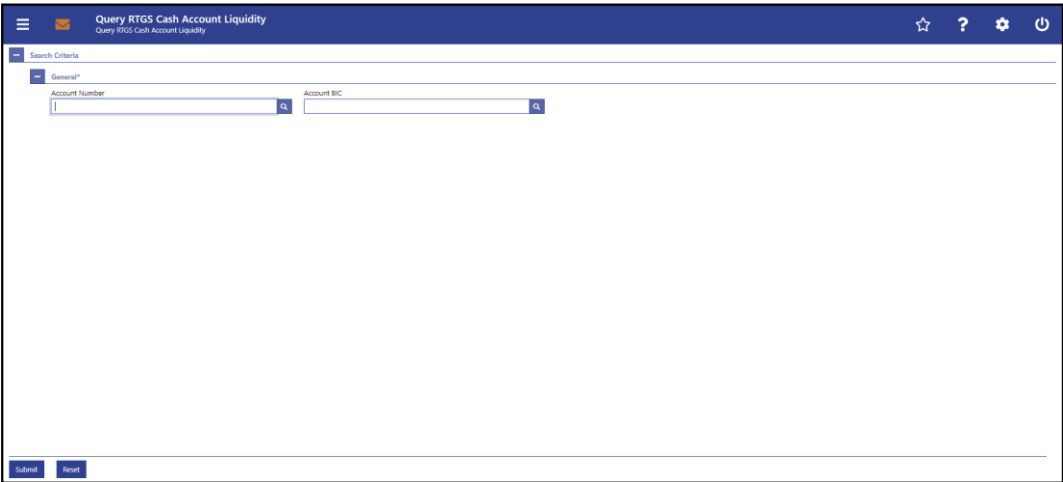 Query RTGS Cash Account Liquidity
Query RTGS Cash Account Liquidity
Search Criteria
General*
Account Number Account BIC
Submit Reset